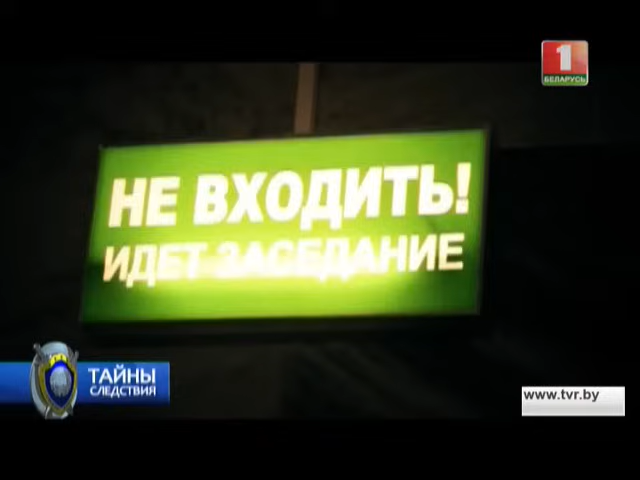 1
БЕЛАРУСЬ
НЕ ВХОДИТЬ!
ИДЕТ ЗАСЕДАНИЕ
ТАЙНЫ
СЛЕДСТВИЯ
www.tvr.by